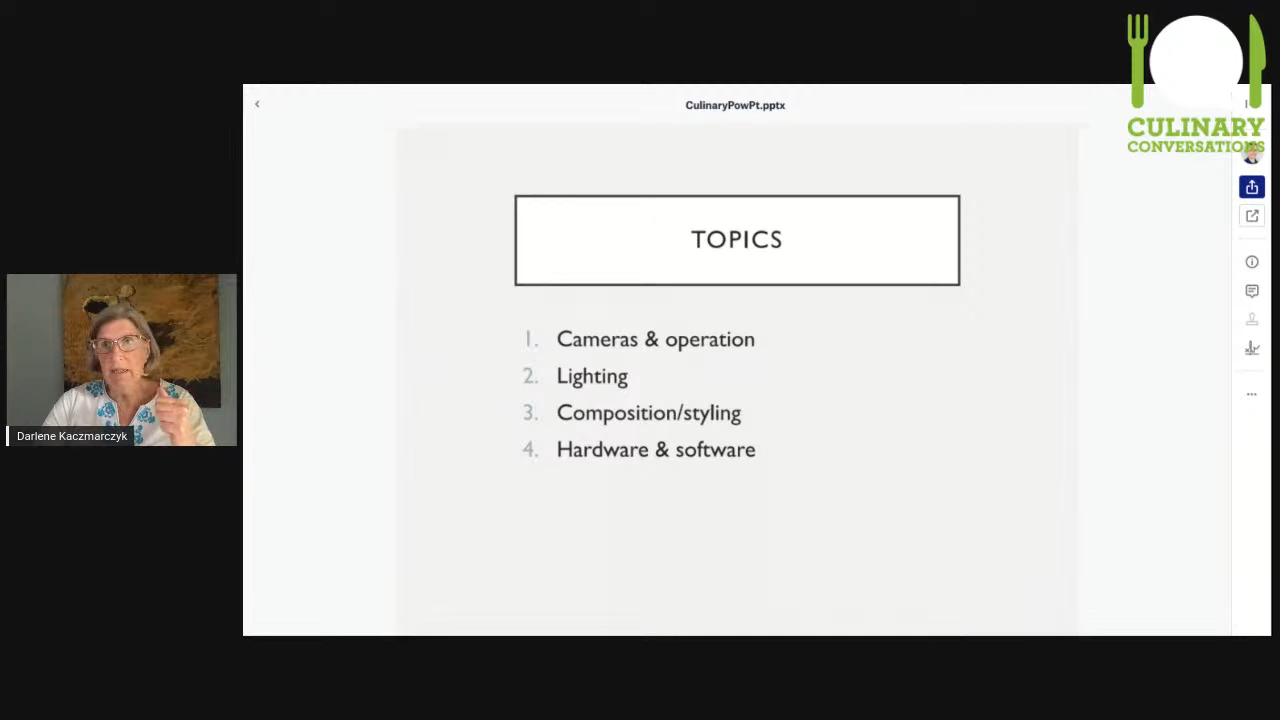 CULINARY
CONVERSATIONS
CulinaryPowPt.pptx
TOPICS
1. Cameras & operation
2. Lighting
3. Composition/styling
4. Hardware & software
Darlene Kaczmarczyk